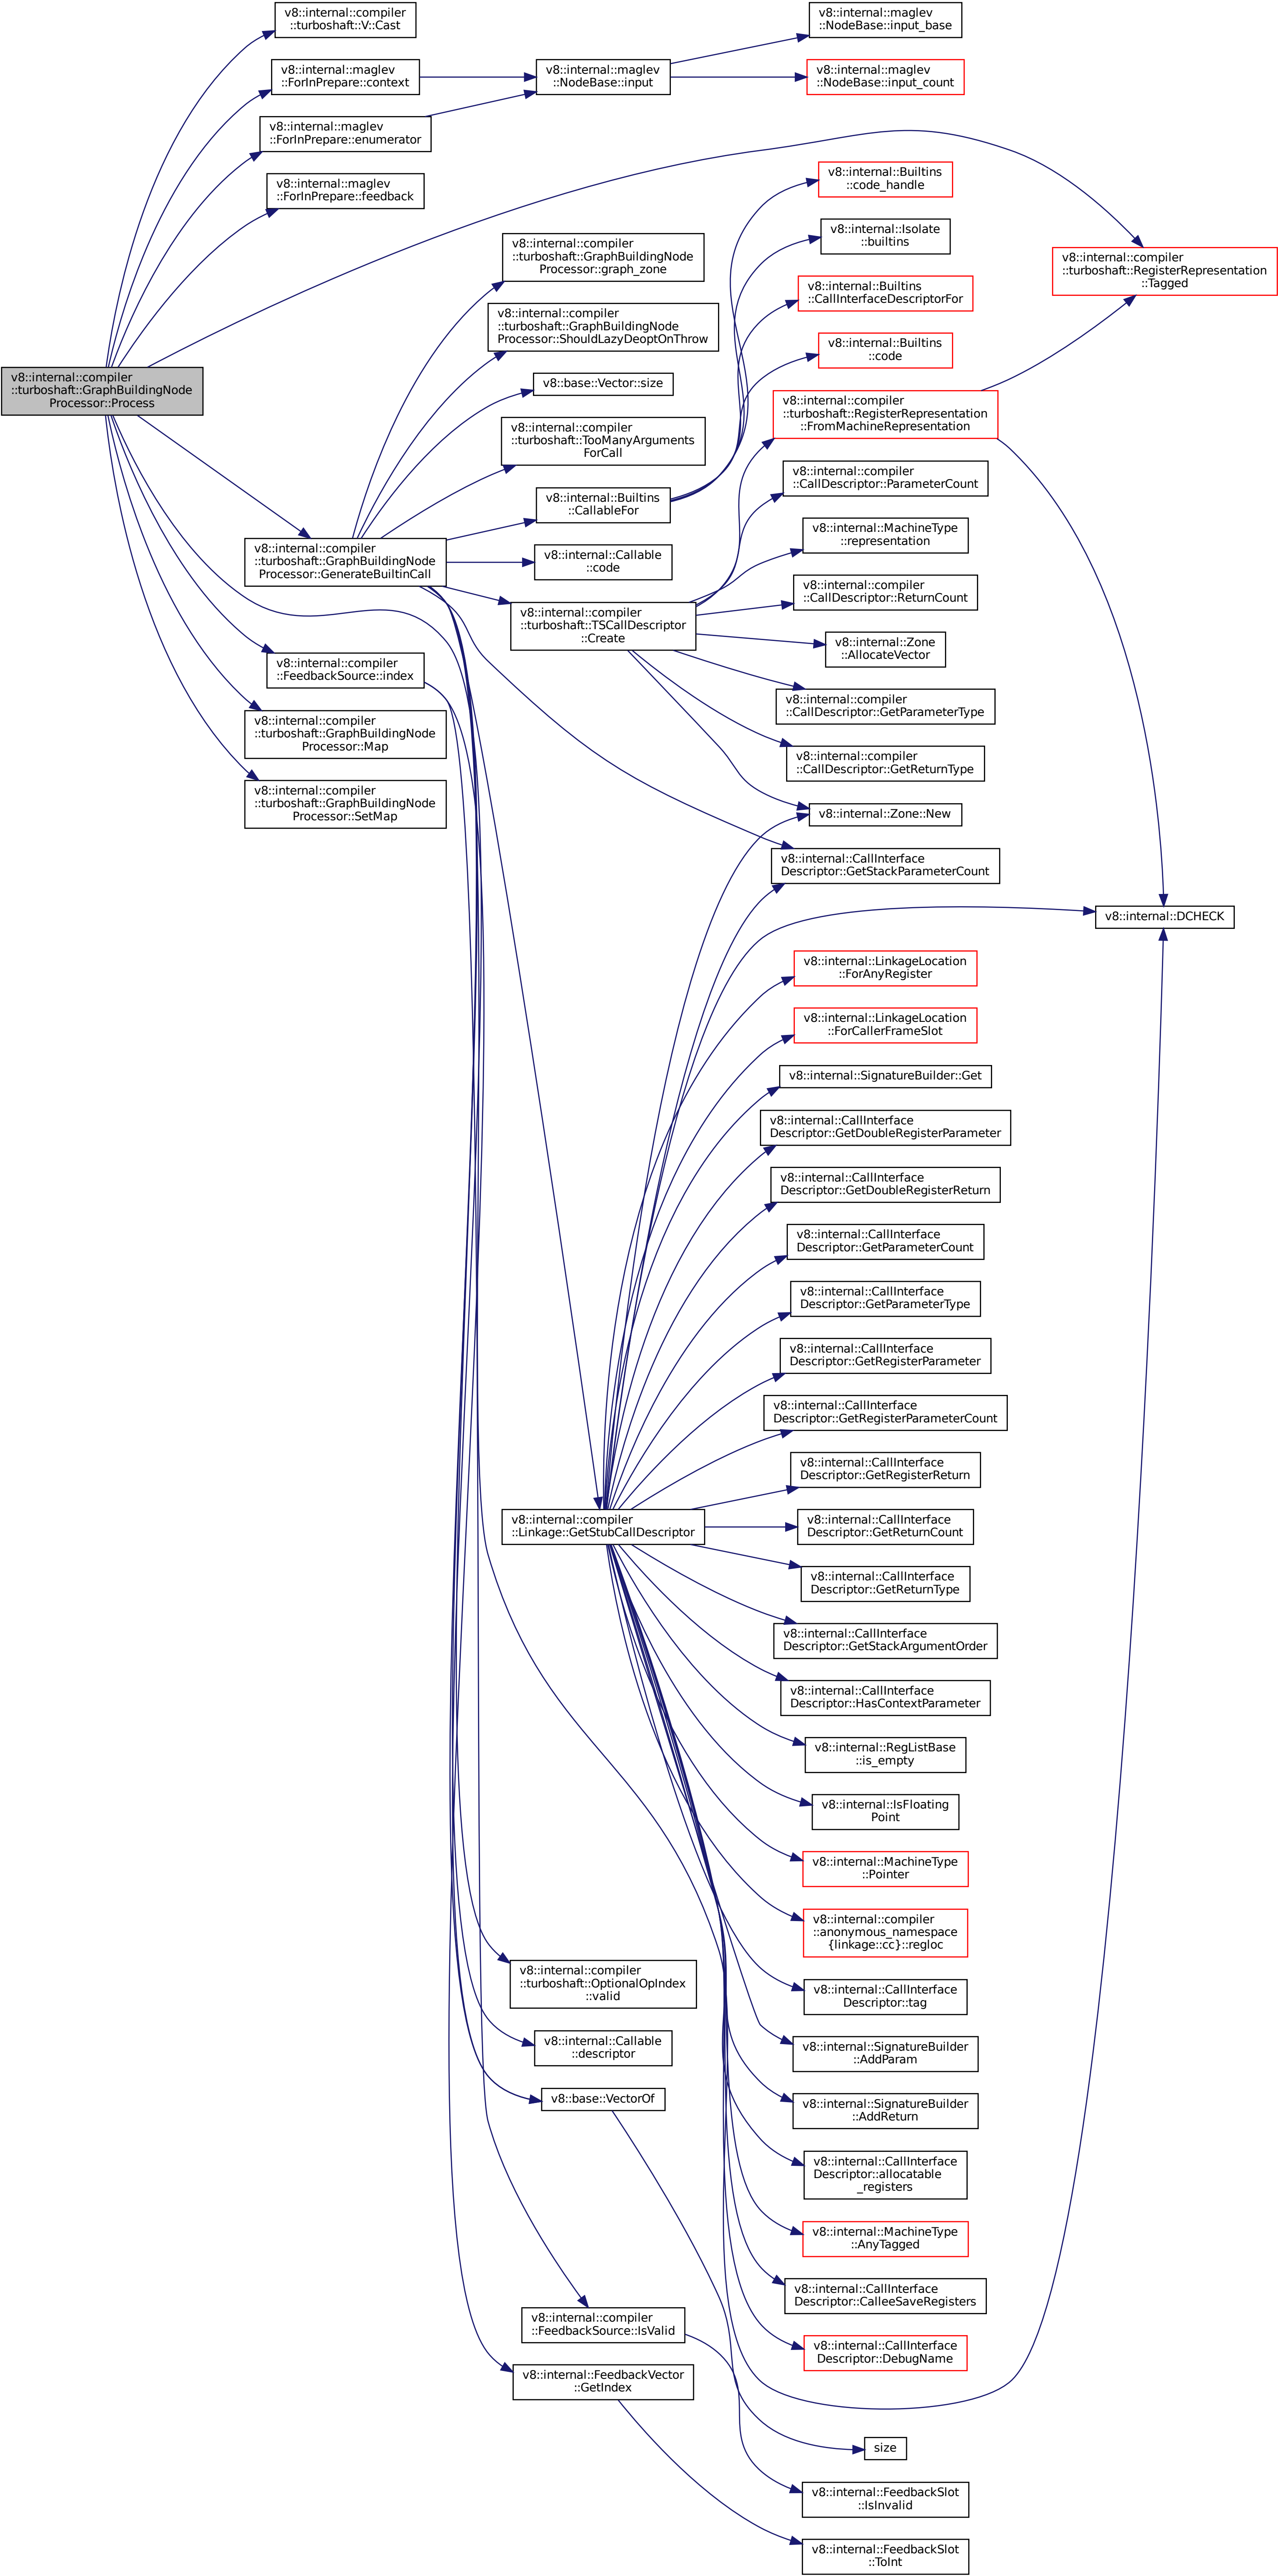 v8::internal::compiler
::turboshaft::V::Cast
v8::internal::maglev
::NodeBase::input_base
v8::internal::maglev
::ForInPrepare::context
v8::internal::maglev
::NodeBase::input
v8::internal::maglev
::NodeBase::input_count
v8::internal::maglev
::ForInPrepare::enumerator
v8::internal::maglev
::ForInPrepare::feedback
v8::internal::Builtins
::code_handle
v8::internal::Isolate
::builtins
v8::internal::compiler
::turboshaft::GraphBuildingNode
Processor::graph_zone
v8::internal::compiler
::turboshaft::RegisterRepresentation
::Tagged
v8::internal::Builtins
::CallInterfaceDescriptorFor
v8::internal::compiler
::turboshaft::GraphBuildingNode
Processor::ShouldLazyDeoptOnThrow
v8::internal::Builtins
::code
v8::internal::compiler
::turboshaft::GraphBuildingNode
Processor::Process
v8::base::Vector::size
v8::internal::compiler
::turboshaft::RegisterRepresentation
::FromMachineRepresentation
v8::internal::compiler
::turboshaft::TooManyArguments
ForCall
v8::internal::compiler
::CallDescriptor::ParameterCount
v8::internal::Builtins
::CallableFor
v8::internal::MachineType
::representation
v8::internal::compiler
::turboshaft::GraphBuildingNode
Processor::GenerateBuiltinCall
v8::internal::Callable
::code
v8::internal::compiler
::CallDescriptor::ReturnCount
v8::internal::compiler
::turboshaft::TSCallDescriptor
::Create
v8::internal::Zone
::AllocateVector
v8::internal::compiler
::FeedbackSource::index
v8::internal::compiler
::CallDescriptor::GetParameterType
v8::internal::compiler
::turboshaft::GraphBuildingNode
Processor::Map
v8::internal::compiler
::CallDescriptor::GetReturnType
v8::internal::compiler
::turboshaft::GraphBuildingNode
Processor::SetMap
v8::internal::Zone::New
v8::internal::CallInterface
Descriptor::GetStackParameterCount
v8::internal::DCHECK
v8::internal::LinkageLocation
::ForAnyRegister
v8::internal::LinkageLocation
::ForCallerFrameSlot
v8::internal::SignatureBuilder::Get
v8::internal::CallInterface
Descriptor::GetDoubleRegisterParameter
v8::internal::CallInterface
Descriptor::GetDoubleRegisterReturn
v8::internal::CallInterface
Descriptor::GetParameterCount
v8::internal::CallInterface
Descriptor::GetParameterType
v8::internal::CallInterface
Descriptor::GetRegisterParameter
v8::internal::CallInterface
Descriptor::GetRegisterParameterCount
v8::internal::CallInterface
Descriptor::GetRegisterReturn
v8::internal::compiler
::Linkage::GetStubCallDescriptor
v8::internal::CallInterface
Descriptor::GetReturnCount
v8::internal::CallInterface
Descriptor::GetReturnType
v8::internal::CallInterface
Descriptor::GetStackArgumentOrder
v8::internal::CallInterface
Descriptor::HasContextParameter
v8::internal::RegListBase
::is_empty
v8::internal::IsFloating
Point
v8::internal::MachineType
::Pointer
v8::internal::compiler
::anonymous_namespace
{linkage::cc}::regloc
v8::internal::compiler
::turboshaft::OptionalOpIndex
::valid
v8::internal::CallInterface
Descriptor::tag
v8::internal::Callable
::descriptor
v8::internal::SignatureBuilder
::AddParam
v8::base::VectorOf
v8::internal::SignatureBuilder
::AddReturn
v8::internal::CallInterface
Descriptor::allocatable
_registers
v8::internal::MachineType
::AnyTagged
v8::internal::CallInterface
Descriptor::CalleeSaveRegisters
v8::internal::compiler
::FeedbackSource::IsValid
v8::internal::CallInterface
Descriptor::DebugName
v8::internal::FeedbackVector
::GetIndex
size
v8::internal::FeedbackSlot
::IsInvalid
v8::internal::FeedbackSlot
::ToInt